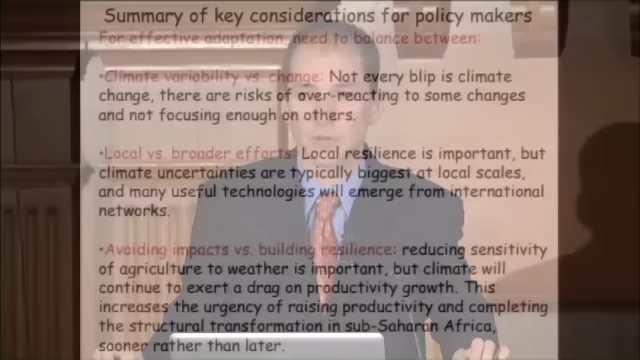 Summary of key considerations for policy makers
For effective adaptation, need to balance between:
•Climate variability vs. change: Not every blip is climate
change, there are risks of over-reacting to some changes
and not focusing enough on others.
•Local vs. broader efforts: Local resilience is important, but
climate uncertainties are typically biggest at local scales,
and many useful technologies will emerge from international
networks.
•Avoiding impacts vs. building resilience: reducing sensitivity
of agriculture to weather is important, but climate will
continue to exert a drag on productivity growth. This
increases the urgency of raising productivity and completing
the structural transformation in sub-Saharan Africa,
sooner rather than later.